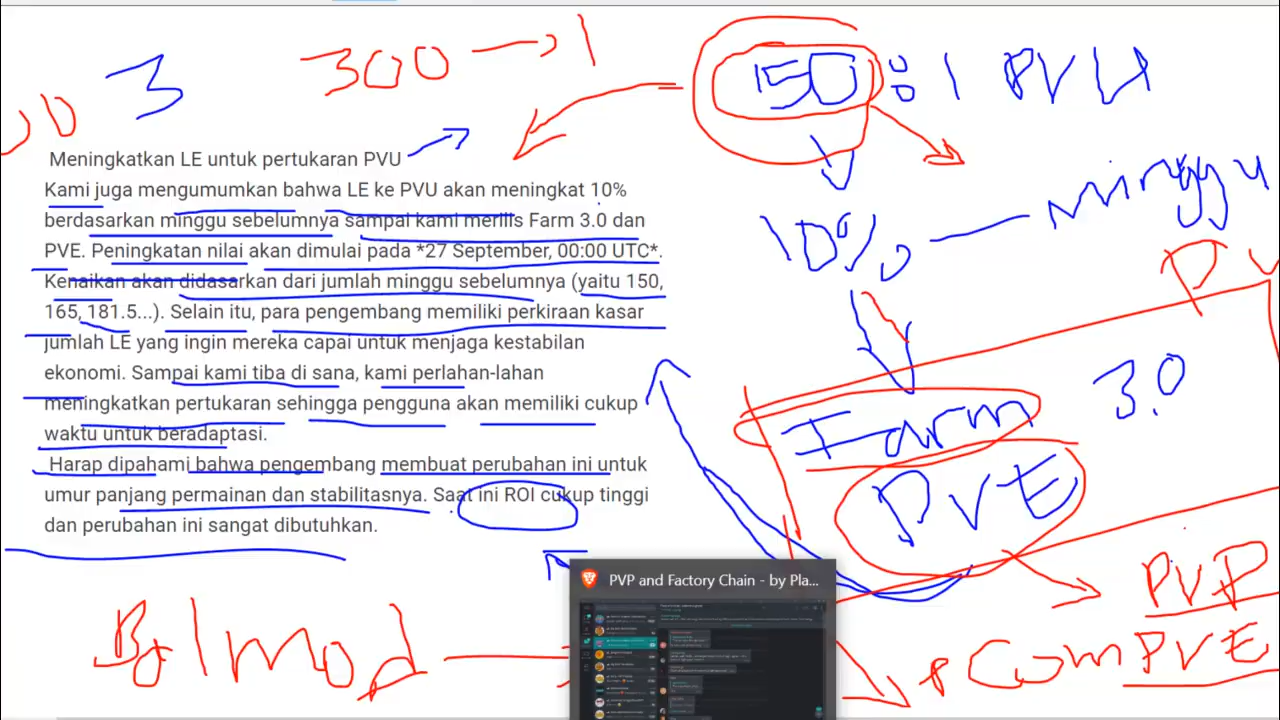 3
300 → 1
150 : 1 PVU
Meningkatkan LE untuk pertukaran PVU
Kami juga mengumumkan bahwa LE ke PVU akan meningkat 10%
berdasarkan minggu sebelumnya sampai kami merilis Farm 3.0 dan
PVE. Peningkatan nilai akan dimulai pada *27 September, 00:00 UTC*.
Kenaikan akan didasarkan dari jumlah minggu sebelumnya (yaitu 150,
165, 181.5...). Selain itu, para pengembang memiliki perkiraan kasar
jumlah LE yang ingin mereka capai untuk menjaga kestabilan
ekonomi. Sampai kami tiba di sana, kami perlahan-lahan
meningkatkan pertukaran sehingga pengguna akan memiliki cukup
waktu untuk beradaptasi.
Harap dipahami bahwa pengembang membuat perubahan ini untuk
umur panjang permainan dan stabilitasnya. Saat ini ROI cukup tinggi
dan perubahan ini sangat dibutuhkan.
10% — minggu
Farm 3.0
PVE
PVP
PVE
PVP and Factory Chain - by Pla...